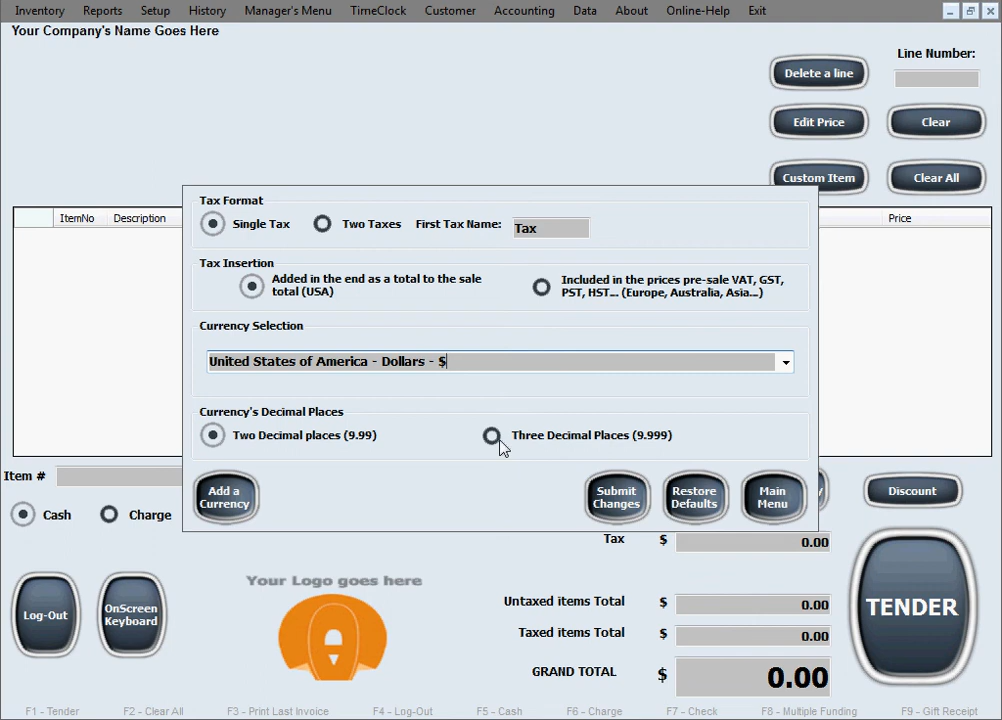 Inventory Reports Setup History Manager's Menu TimeClock Customer Accounting Data About Online-Help Exit
Your Company's Name Goes Here
Line Number:
Delete a line
Edit Price
Clear
Custom Item
Clear All
ItemNo Description Price
Tax Format
Single Tax Two Taxes First Tax Name: Tax
Tax Insertion
Added in the end as a total to the sale
total (USA)
Included in the prices pre-sale VAT, GST,
PST, HST... (Europe, Australia, Asia...)
Currency Selection
United States of America - Dollars - $
Currency's Decimal Places
Two Decimal places (9.99) Three Decimal Places (9.999)
Add a
Currency
Submit
Changes
Restore
Defaults
Main
Menu
Item #
Cash Charge
y
Discount
Tax $ 0.00
Log-Out
OnScreen
Keyboard
Your Logo goes here
Untaxed items Total $ 0.00
Taxed items Total $ 0.00
GRAND TOTAL $ 0.00
TENDER
F1 - Tender F2 - Clear All F3 - Print Last Invoice F4 - Log-Out F5 - Cash F6 - Charge F7 - Check F8 - Multiple Funding F9 - Gift Receipt